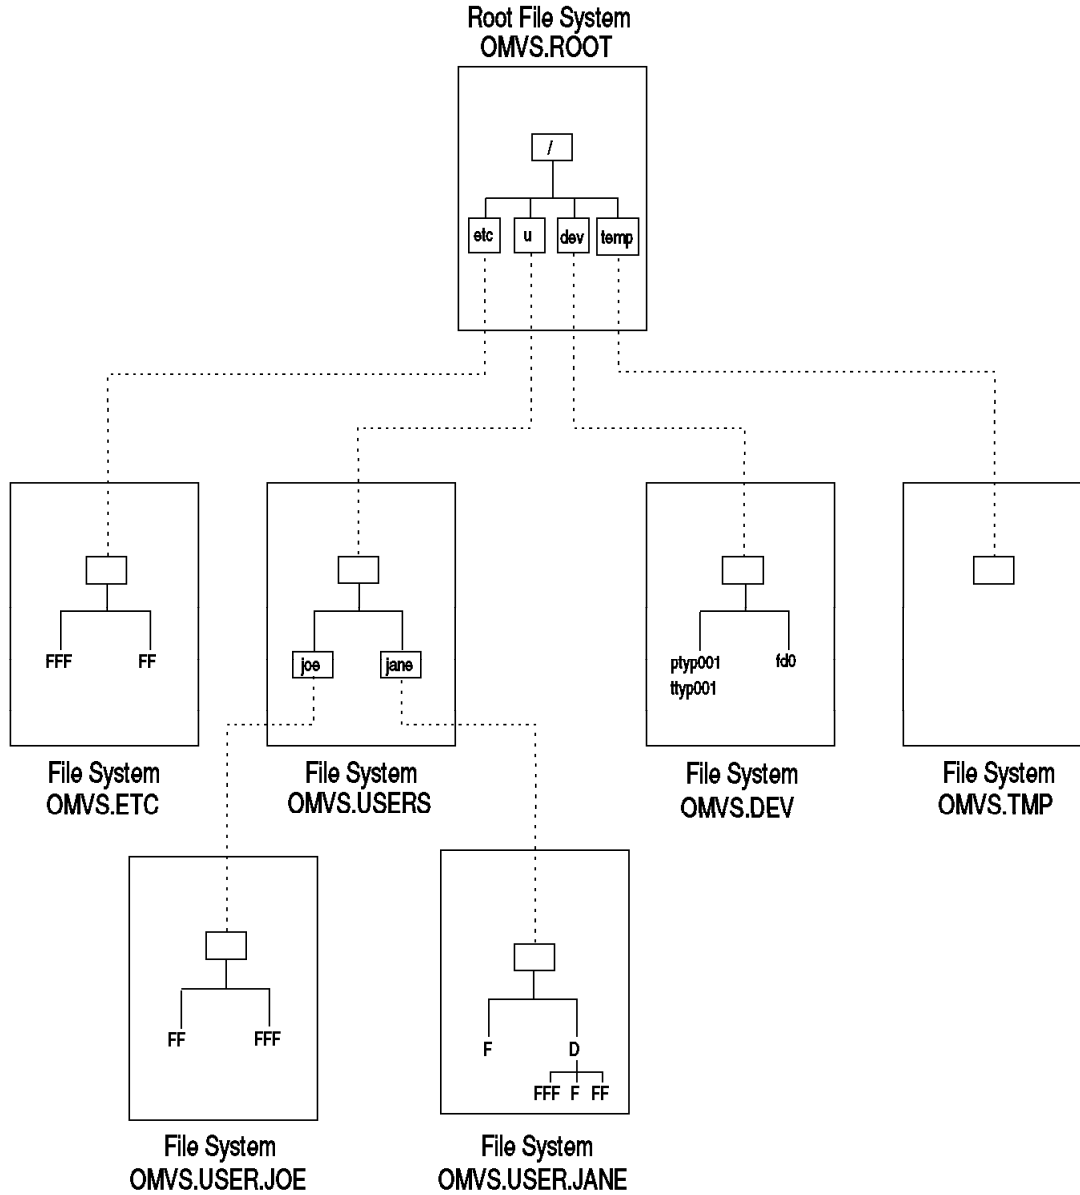 Root File System
OMVS.ROOT
/
etc u dev temp
FFF FF
joe jane
ptyp001 fd0
ttyp001
File System
OMVS.ETC
File System
OMVS.USERS
File System
OMVS.DEV
File System
OMVS.TMP
FF FFF
F D
FFF F FF
File System
OMVS.USER.JOE
File System
OMVS.USER.JANE